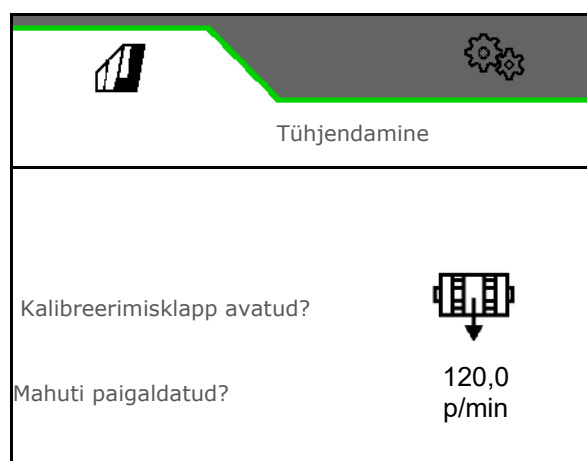 Tühjendamine
Kalibreerimisklapp avatud?
Mahuti paigaldatud?
120,0
p/min